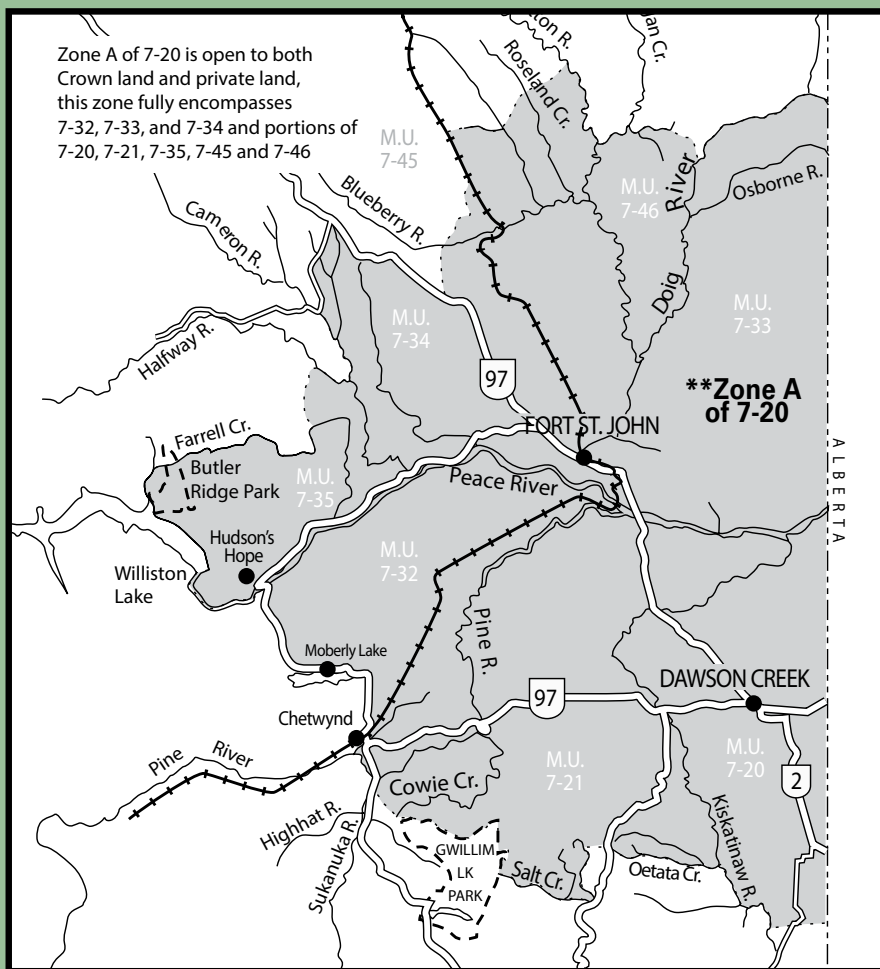 Zone A of 7-20 is open to both
Crown land and private land,
this zone fully encompasses
7-32, 7-33, and 7-34 and portions of
7-20, 7-21, 7-35, 7-45 and 7-46
Roseland Cr.
M.U.
7-45
M.U.
7-46
Doig River
Osborne R.
Blueberry R.
Cameron R.
Halfway R.
M.U.
7-34
M.U.
7-33
97
**Zone A
of 7-20
FORT ST. JOHN
ALBERTA
Farrell Cr.
Butler
Ridge Park
M.U.
7-35
Peace River
Hudson's
Hope
M.U.
7-32
Williston
Lake
Pine R.
Moberly Lake
DAWSON CREEK
97
Chetwynd
M.U.
7-21
M.U.
7-20
2
Pine River
Cowie Cr.
Highhat R.
Sukanuka R.
GWILLIM
LK
PARK
Salt Cr.
Oetata Cr.
Kiskatinaw R.